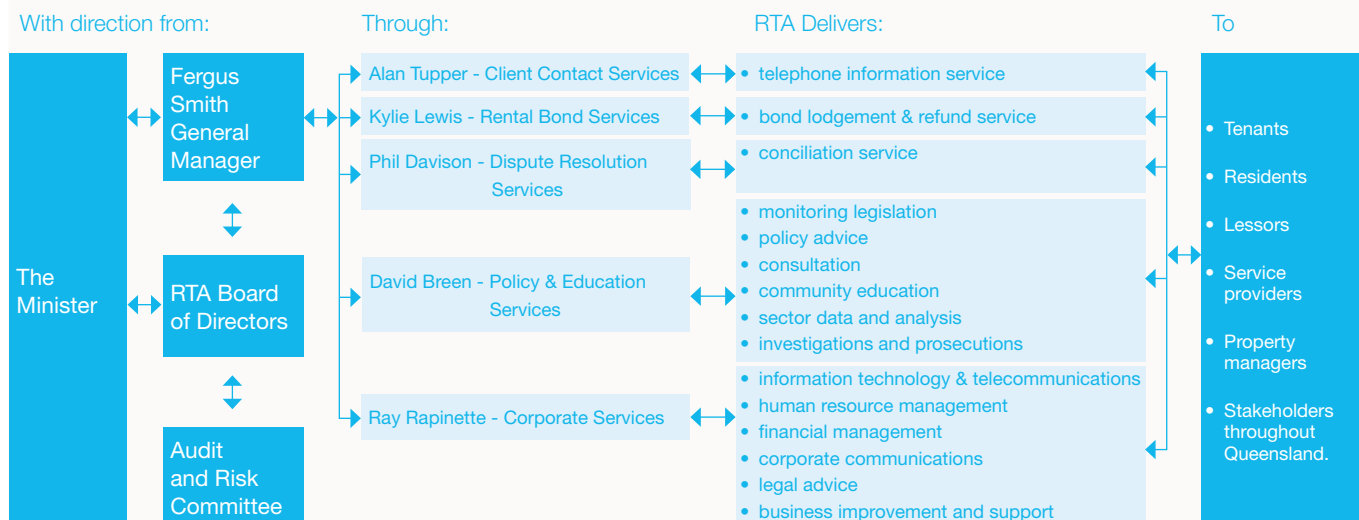 With direction from:
Through:
RTA Delivers:
To
The
Minister
Fergus
Smith
General
Manager
RTA Board
of Directors
Audit
and Risk
Committee
Alan Tupper - Client Contact Services
Kylie Lewis - Rental Bond Services
Phil Davison - Dispute Resolution
Services
David Breen - Policy & Education
Services
Ray Rapinette - Corporate Services
• telephone information service
• bond lodgement & refund service
• conciliation service
• monitoring legislation
• policy advice
• consultation
• community education
• sector data and analysis
• investigations and prosecutions
• information technology & telecommunications
• human resource management
• financial management
• corporate communications
• legal advice
• business improvement and support
• Tenants
• Residents
• Lessors
• Service
providers
• Property
managers
• Stakeholders
throughout
Queensland.